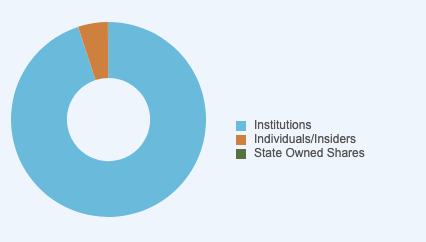 Institutions
Individuals/Insiders
State Owned Shares